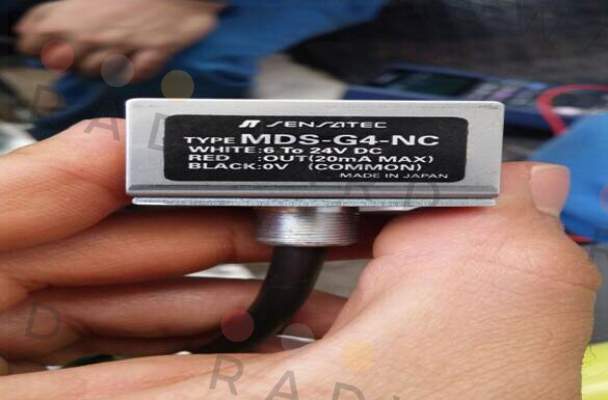 SENSATEC
TYPE MDS-G4-NC
WHITE:6 To 24V DC
RED :OUT(20mA MAX)
BLACK:0V (COMMON)
MADE IN JAPAN